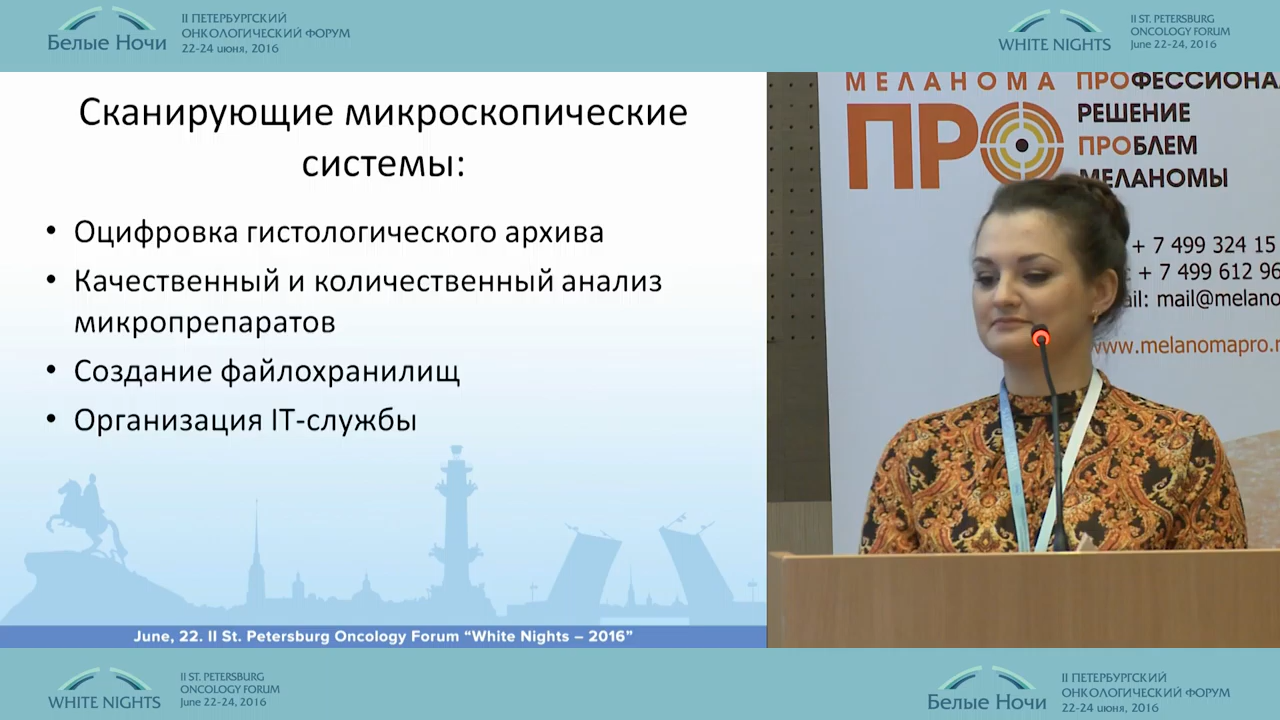 Белые Ночи
II ПЕТЕРБУРГСКИЙ
ОНКОЛОГИЧЕСКИЙ ФОРУМ
22-24 июня, 2016
WHITE NIGHTS
II ST. PETERSBURG
ONCOLOGY FORUM
June 22-24, 2016
Сканирующие микроскопические
системы:
• Оцифровка гистологического архива
• Качественный и количественный анализ
микропрепаратов
• Создание файлохранилищ
• Организация IT-службы
June, 22. II St. Petersburg Oncology Forum “White Nights – 2016”
МЕЛАНОМА
ПРО
ПРОФЕССИОНА
РЕШЕНИЕ
ПРОБЛЕМ
МЕЛАНОМЫ
+ 7 499 324 15
: + 7 499 612 96
ail: mail@melano
www.melanomapro.r
WHITE NIGHTS
II ST. PETERSBURG
ONCOLOGY FORUM
June 22-24, 2016
Белые Ночи
II ПЕТЕРБУРГСКИЙ
ОНКОЛОГИЧЕСКИЙ ФОРУМ
22-24 июня, 2016